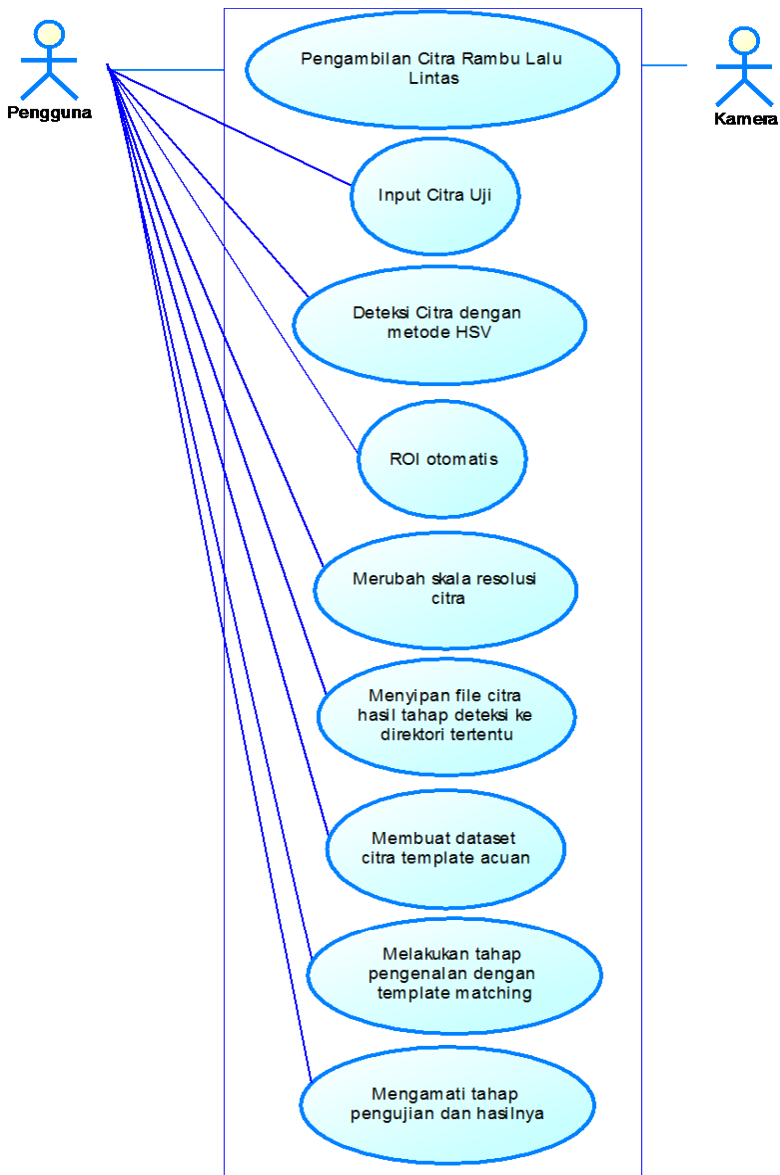 Pengambilan Citra Rambu Lalu
Lintas
Pengguna
Kamera
Input Citra Uji
Deteksi Citra dengan
metode HSV
ROI otomatis
Merubah skala resolusi
citra
Menyipan file citra
hasil tahap deteksi ke
direktori tertentu
Membuat dataset
citra template acuan
Melakukan tahap
pengenalan dengan
template matching
Mengamati tahap
pengujian dan hasilnya